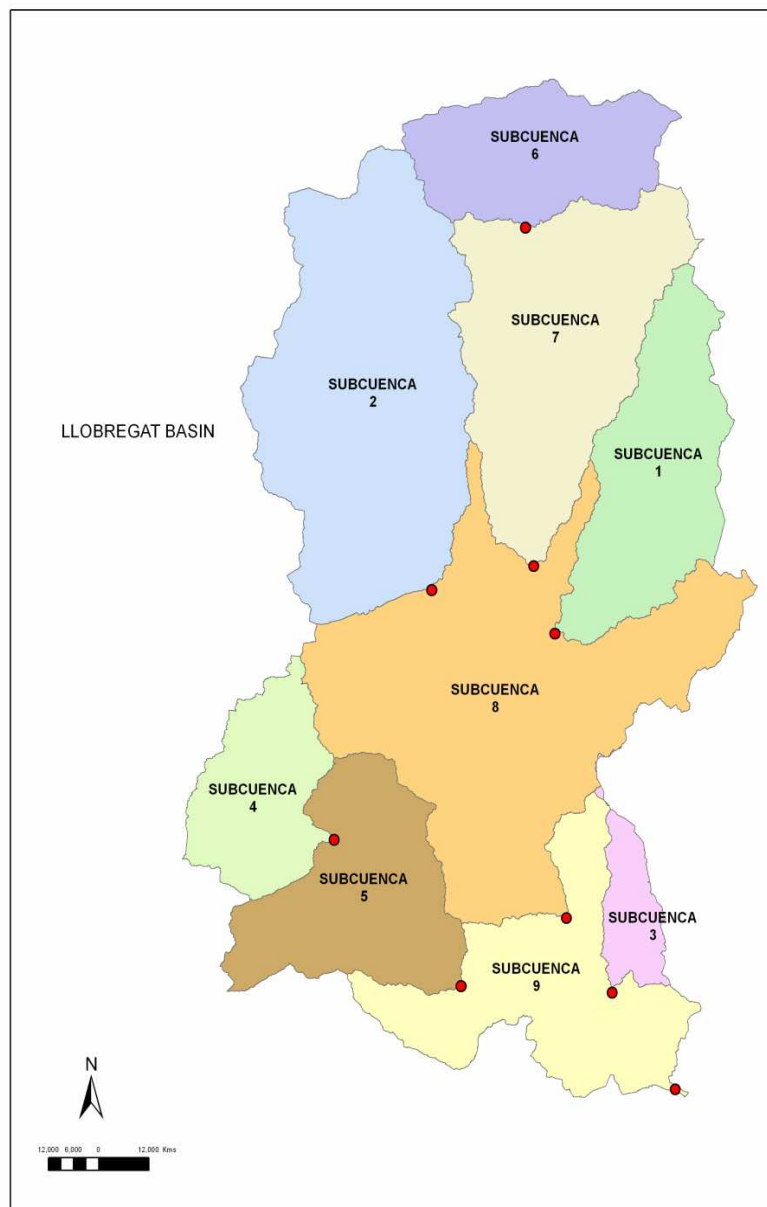 SUBCUENCA
6
SUBCUENCA
7
SUBCUENCA
2
LLOBREGAT BASIN
SUBCUENCA
1
SUBCUENCA
8
SUBCUENCA
4
SUBCUENCA
5
SUBCUENCA
3
SUBCUENCA
9
N
12,000 6,000 0 12,000 Kms